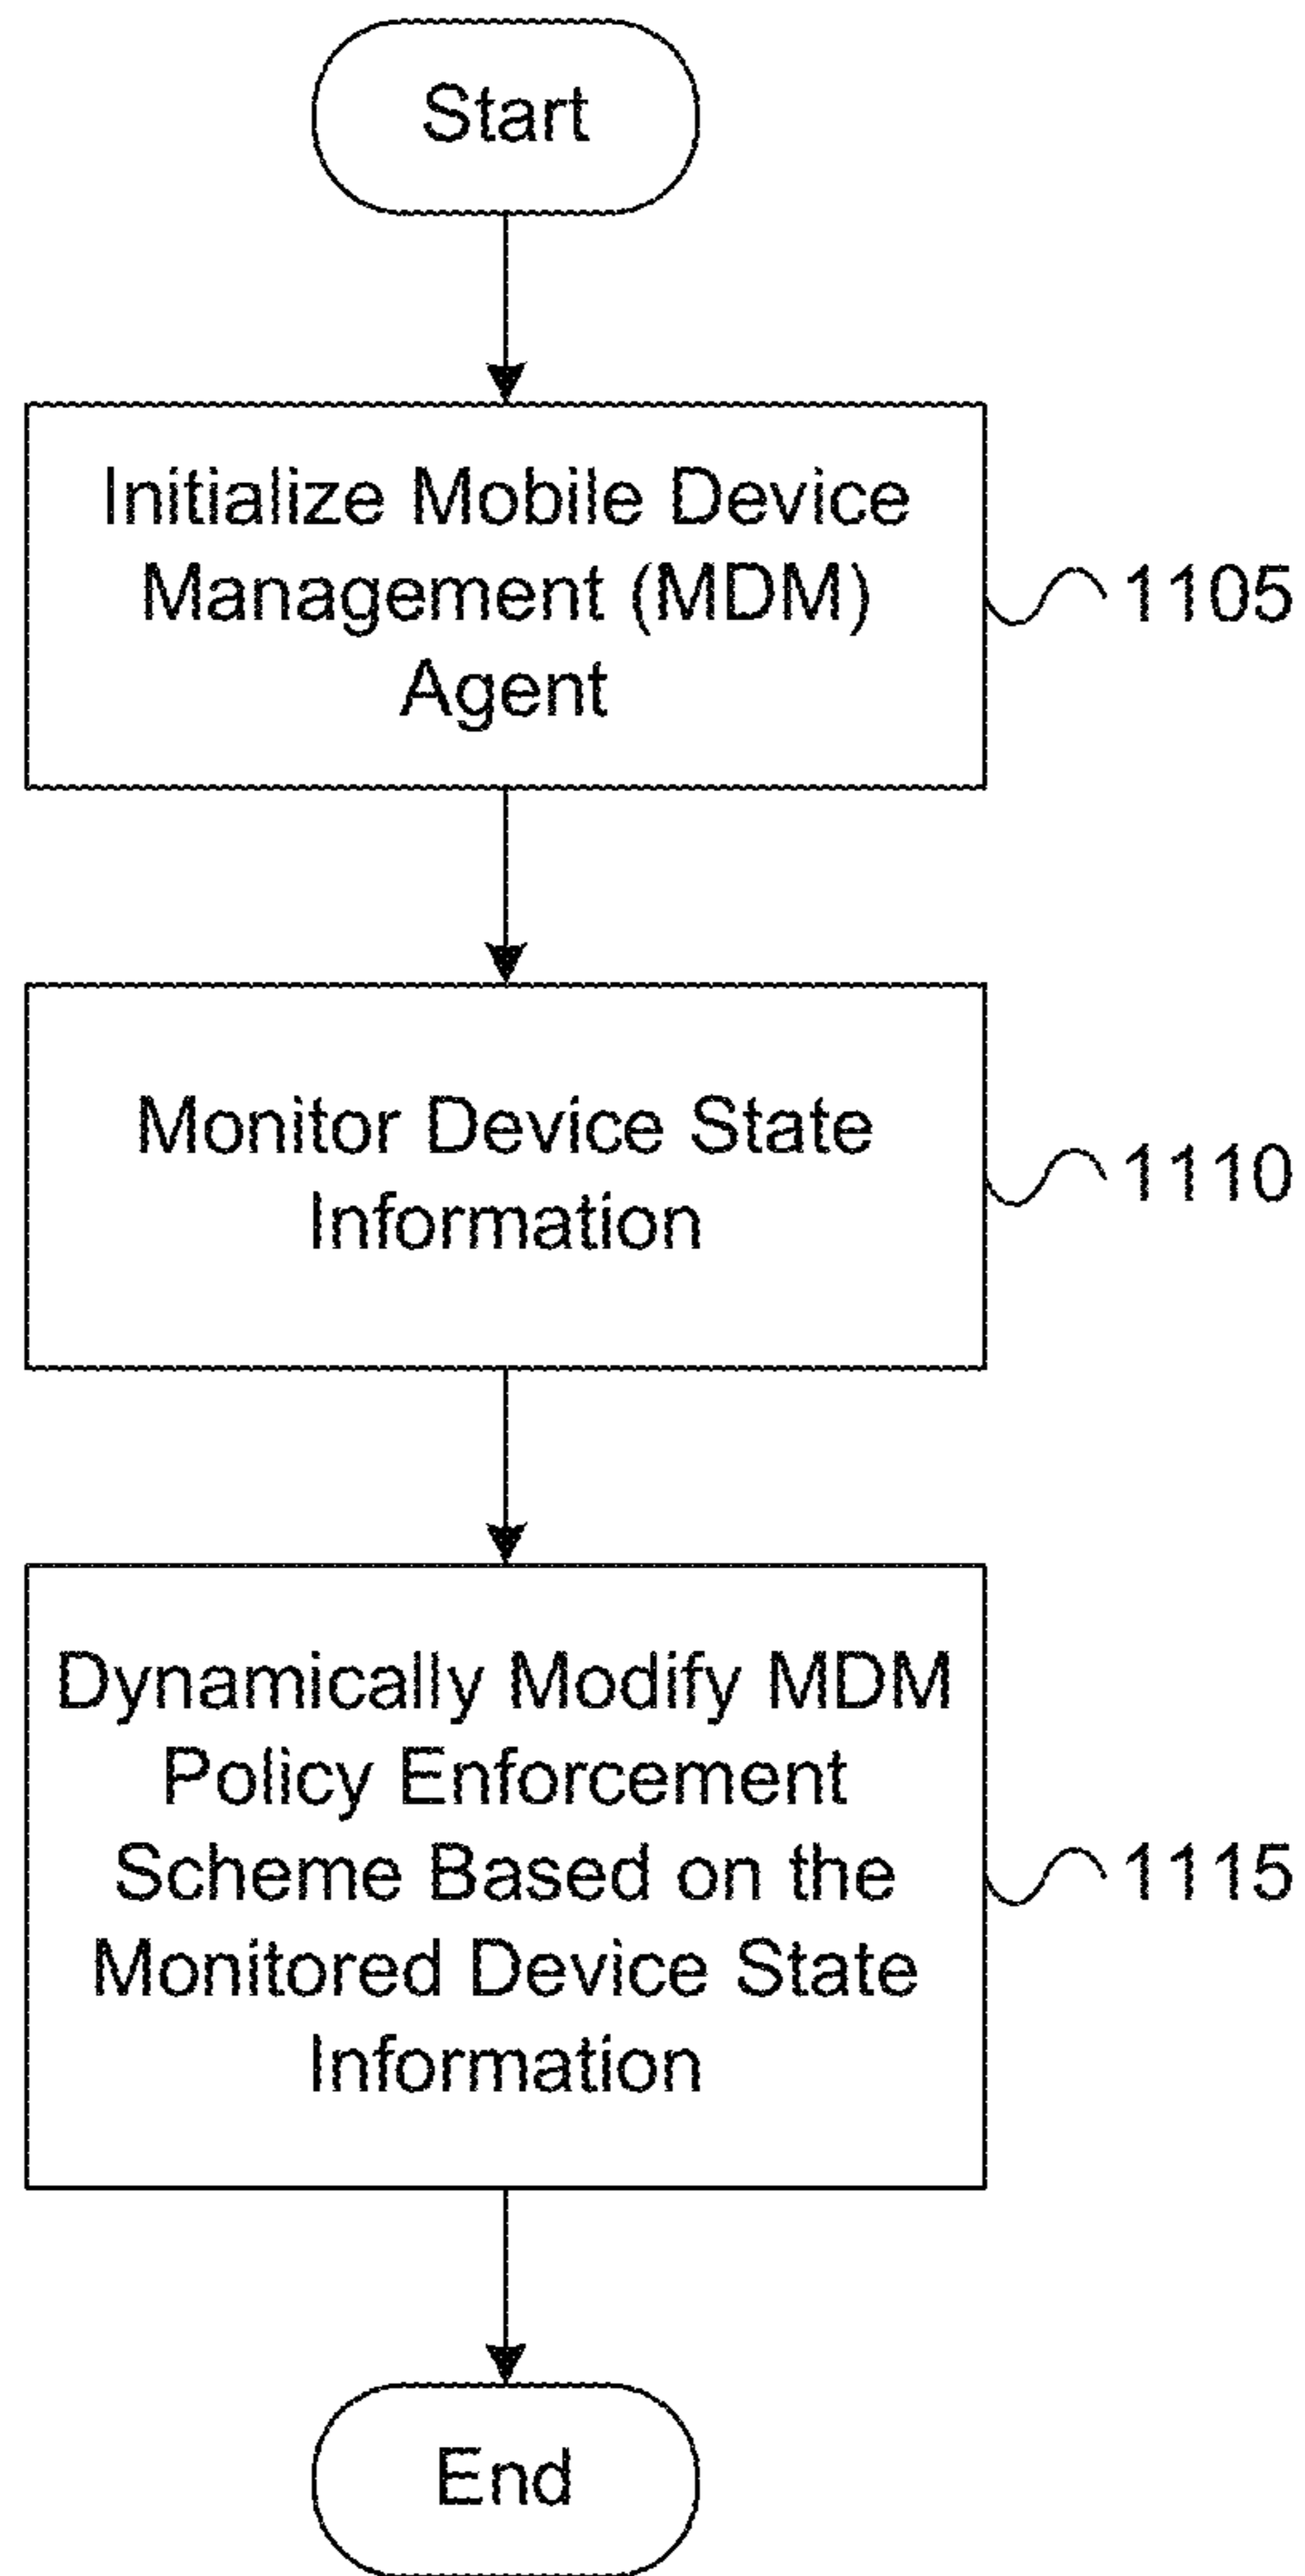 Start
Initialize Mobile Device
Management (MDM)
Agent
1105
Monitor Device State
Information
1110
Dynamically Modify MDM
Policy Enforcement
Scheme Based on the
Monitored Device State
Information
1115
End